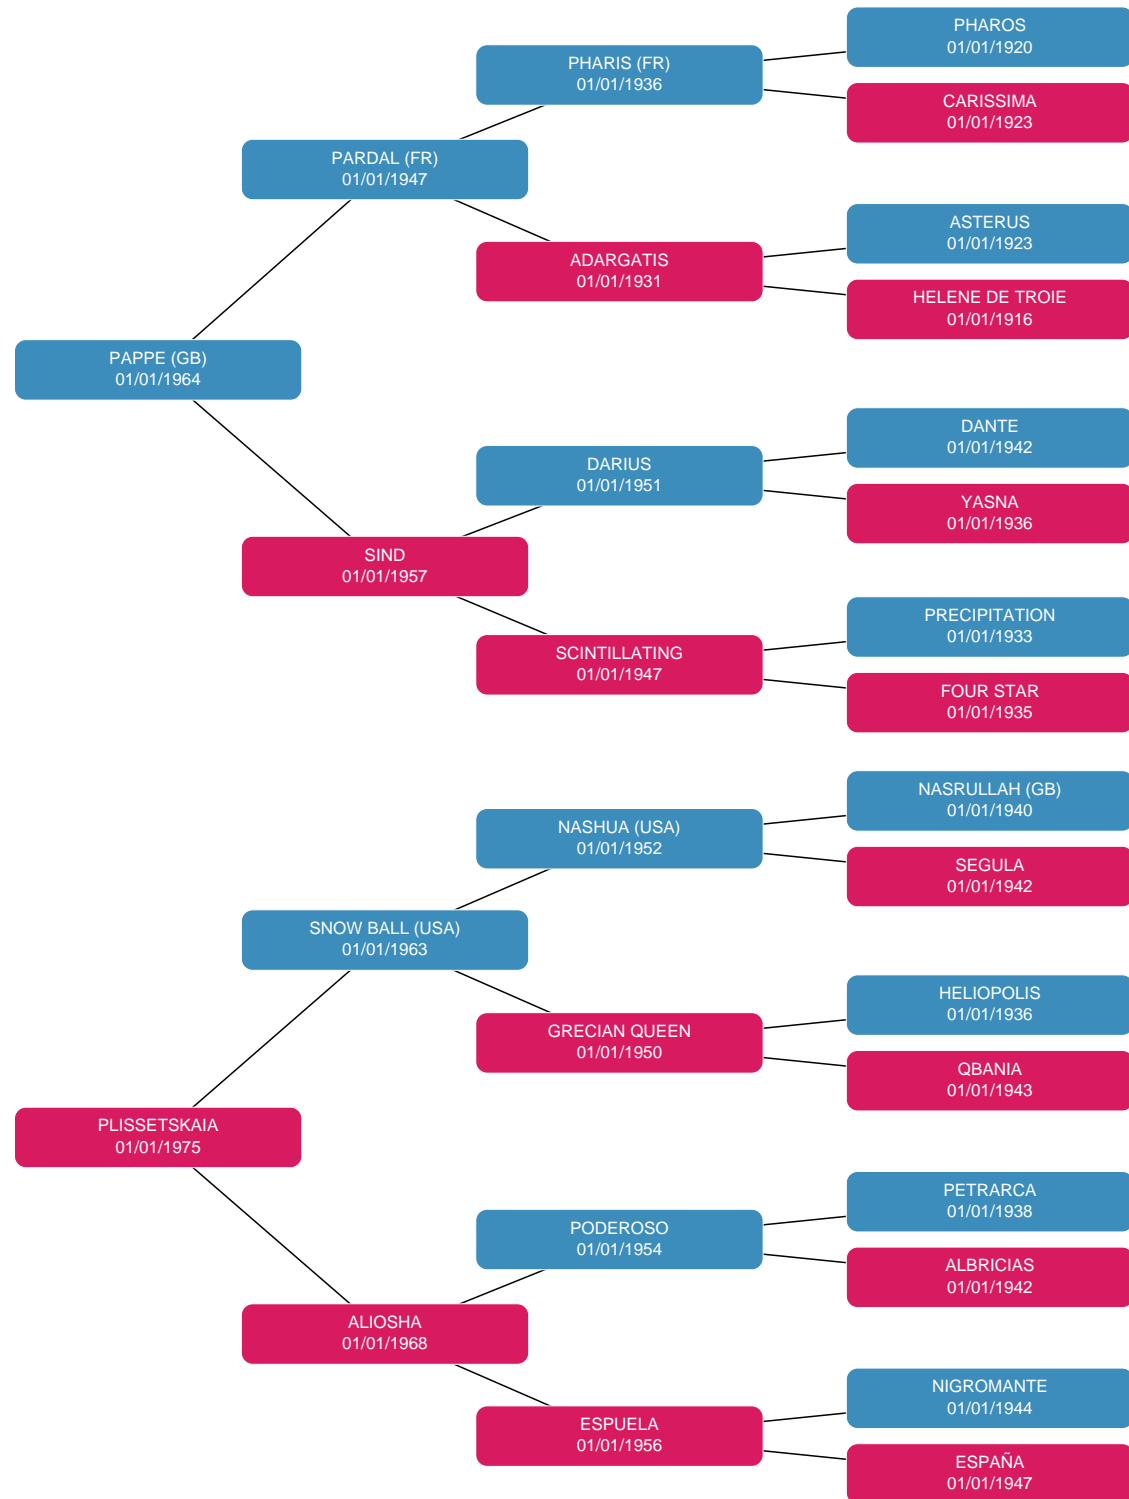 PHAROS
01/01/1920
PHARIS (FR)
01/01/1936
CARISSIMA
01/01/1923
PARDAL (FR)
01/01/1947
ASTERUS
01/01/1923
ADARGATIS
01/01/1931
HELENE DE TROIE
01/01/1916
PAPPE (GB)
01/01/1964
DANTE
01/01/1942
DARIUS
01/01/1951
YASNA
01/01/1936
SIND
01/01/1957
PRECIPITATION
01/01/1933
SCINTILLATING
01/01/1947
FOUR STAR
01/01/1935
NASRULLAH (GB)
01/01/1940
NASHUA (USA)
01/01/1952
SEGULA
01/01/1942
SNOW BALL (USA)
01/01/1963
HELIOPOLIS
01/01/1936
GRECIAN QUEEN
01/01/1950
QBANIA
01/01/1943
PLISSETSKAIA
01/01/1975
PETRARCA
01/01/1938
PODEROSO
01/01/1954
ALBRICIAS
01/01/1942
ALIOSHA
01/01/1968
NIGROMANTE
01/01/1944
ESPUELA
01/01/1956
ESPAÑA
01/01/1947